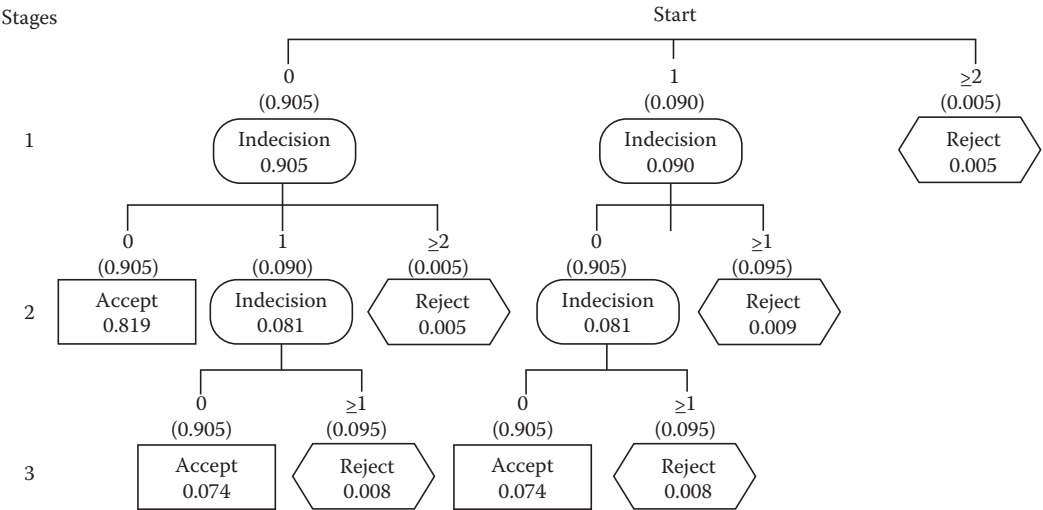 Stages
Start
0 1 ≥2
(0.905) (0.090) (0.005)
1
Indecision Indecision Reject
0.905 0.090 0.005
0 1 ≥2 0 ≥1
(0.905) (0.090) (0.005) (0.905) (0.095)
2
Accept Indecision Reject Indecision Reject
0.819 0.081 0.005 0.081 0.009
0 ≥1 0 ≥1
(0.905) (0.095) (0.905) (0.095)
3
Accept Reject Accept Reject
0.074 0.008 0.074 0.008